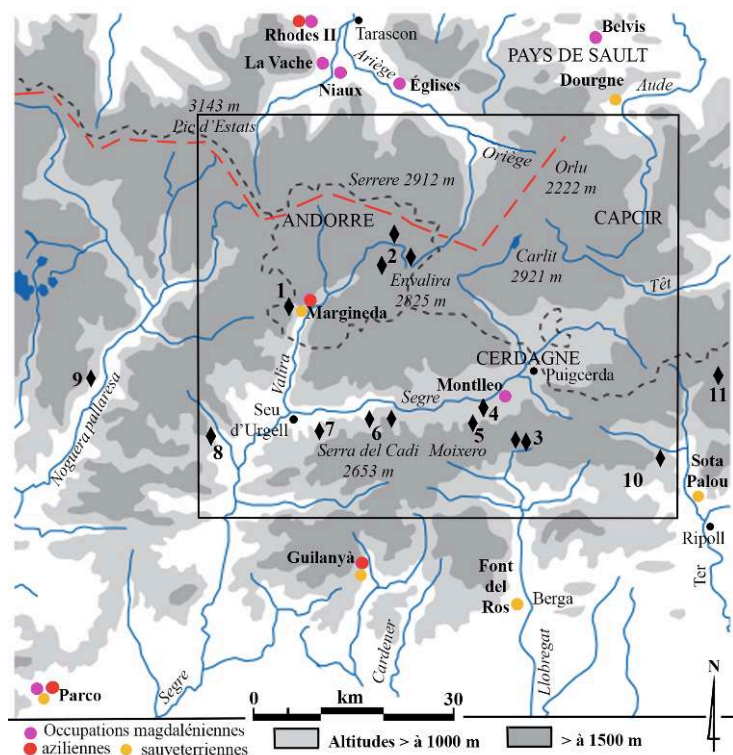 Rhodes II
Tarascon
Belvis
PAYS DE SAULT
La Vache
Ariège
Niaux
Églises
Dourgne
Aude
3143 m
Pic d'Estats
Oriège
Orlu
2222 m
Serrere 2912 m
ANDORRE
CAPCIR
2
Carlit
2921 m
Envalira
2825 m
1
Margineda
Têt
Valira
CERDAGNE
Puigcerda
9
Montlleo
11
Noguera pallaresa
Segre
4
Seu
d'Urgell
7
6
5
3
8
Serra del Cadi Moixero
2653 m
10
Sota
Palou
Ripoll
Guilanyà
Font
del
Ros
Berga
Ter
Segre
Cardener
Llobregat
Parco
km
0
30
N
Occupations magdaléniennes
aziliennes
sauveterriennes
Altitudes > à 1000 m
> à 1500 m